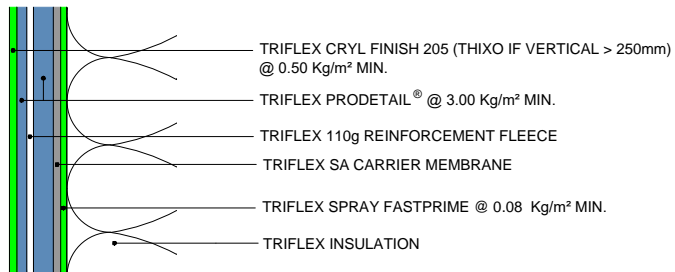 TRIFLEX CRYL FINISH 205 (THIXO IF VERTICAL > 250mm)
@ 0.50 Kg/m² MIN.
TRIFLEX PRODETAIL® @ 3.00 Kg/m² MIN.
TRIFLEX 110g REINFORCEMENT FLEECE
TRIFLEX SA CARRIER MEMBRANE
TRIFLEX SPRAY FASTPRIME @ 0.08 Kg/m² MIN.
TRIFLEX INSULATION